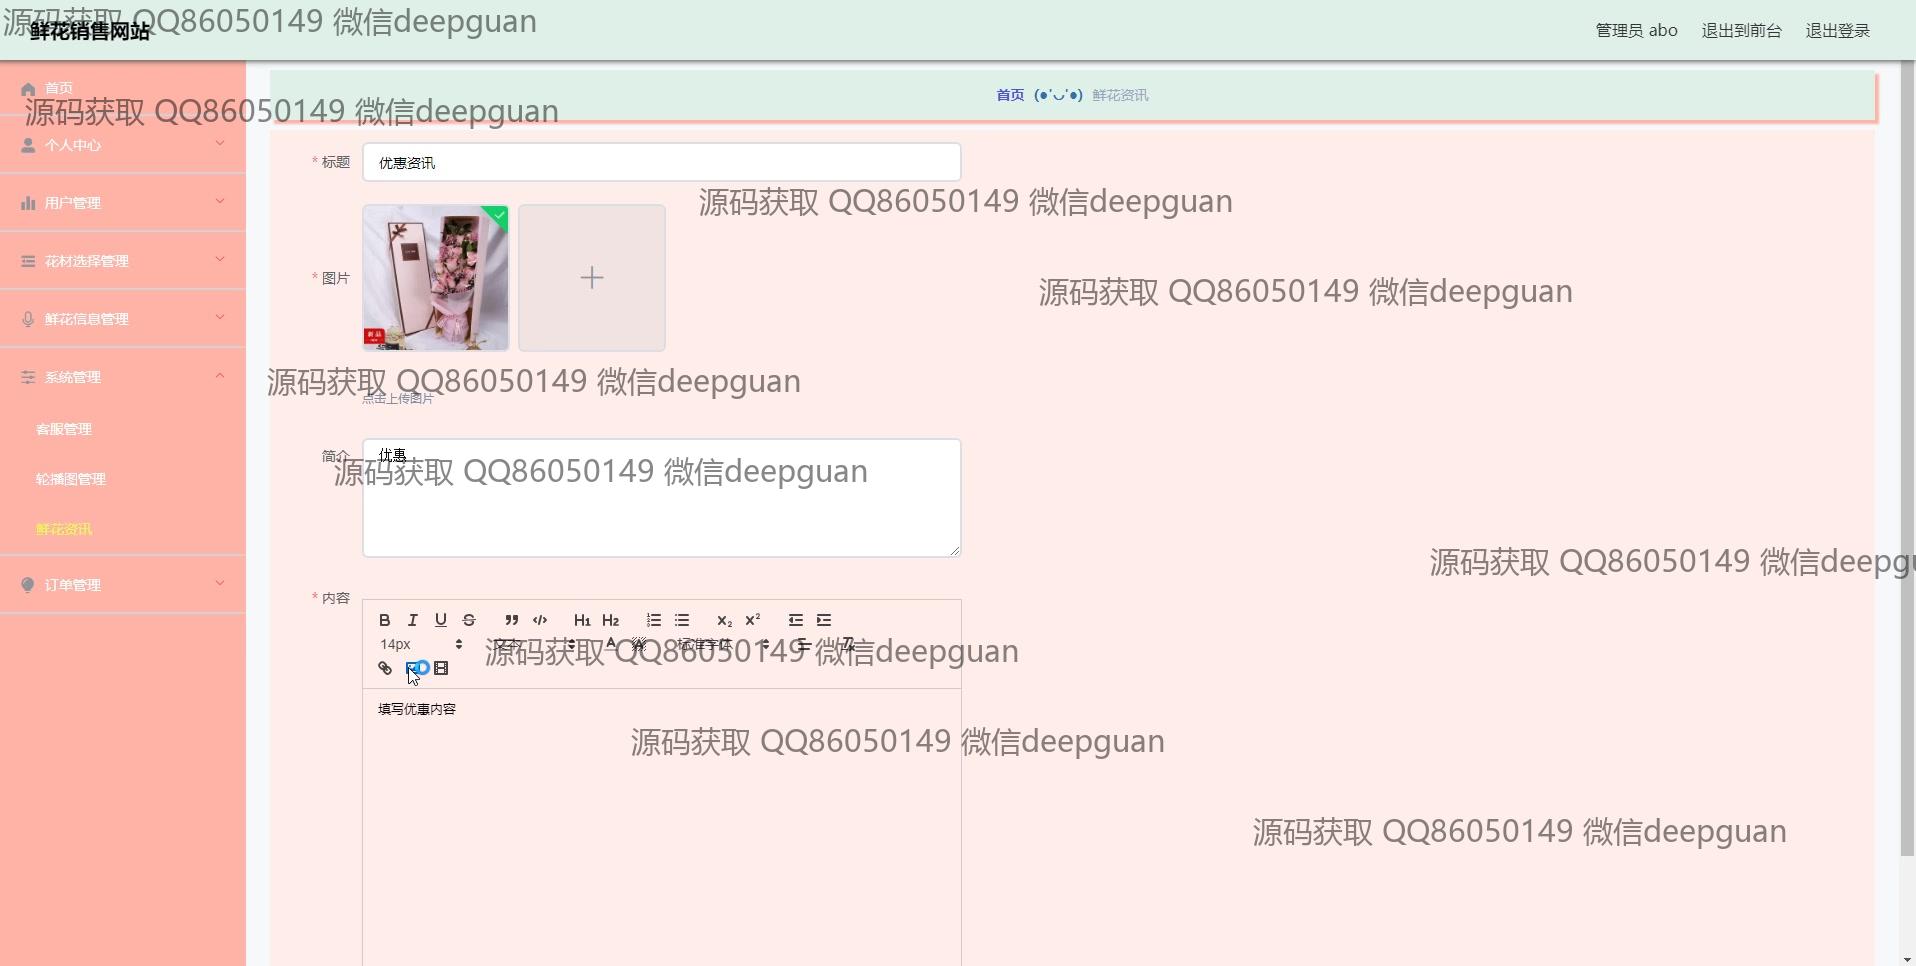 鲜花销售网站
管理员 abo
退出到前台
退出登录
源码获取 QQ86050149 微信deepguan
首页
源码获取 QQ86050149 微信deepguan
首页 (●'◡'●) 鲜花资讯
个人中心
* 标题
优惠资讯
用户管理
源码获取 QQ86050149 微信deepguan
花材选择管理
* 图片
源码获取 QQ86050149 微信deepguan
鲜花信息管理
新品
系统管理
源码获取 QQ86050149 微信deepguan
点击上传图片
客服管理
简介
优惠
源码获取 QQ86050149 微信deepguan
轮播图管理
鲜花资讯
源码获取 QQ86050149 微信deepgu
订单管理
* 内容
B I U S H1 H2 X₂ X²
14px 文本 A A 标准字体
源码获取 QQ86050149 微信deepguan
填写优惠内容
源码获取 QQ86050149 微信deepguan
源码获取 QQ86050149 微信deepguan